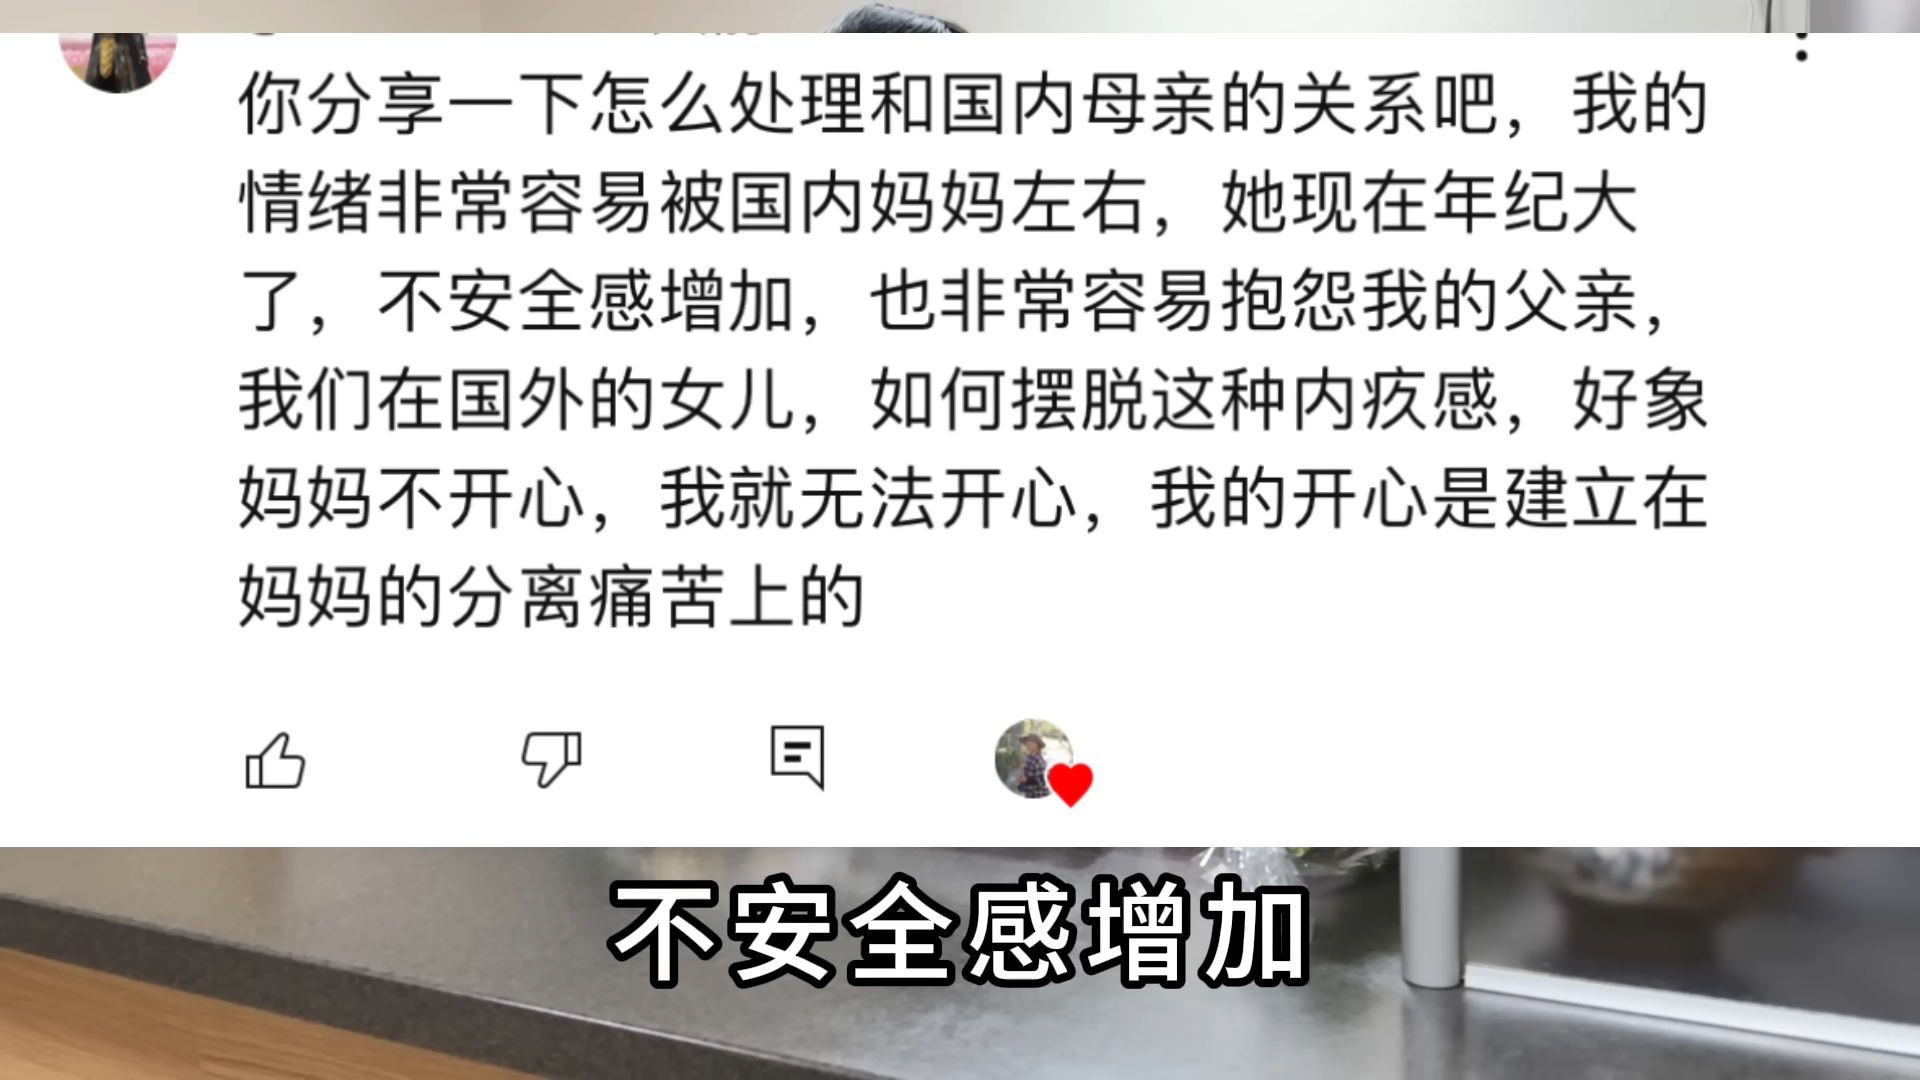 你分享一下怎么处理和国内母亲的关系吧，我的
情绪非常容易被国内妈妈左右，她现在年纪大
了，不安全感增加，也非常容易抱怨我的父亲，
我们在国外的女儿，如何摆脱这种内疚感，好象
妈妈不开心，我就无法开心，我的开心是建立在
妈妈的分离痛苦上的
不安全感增加